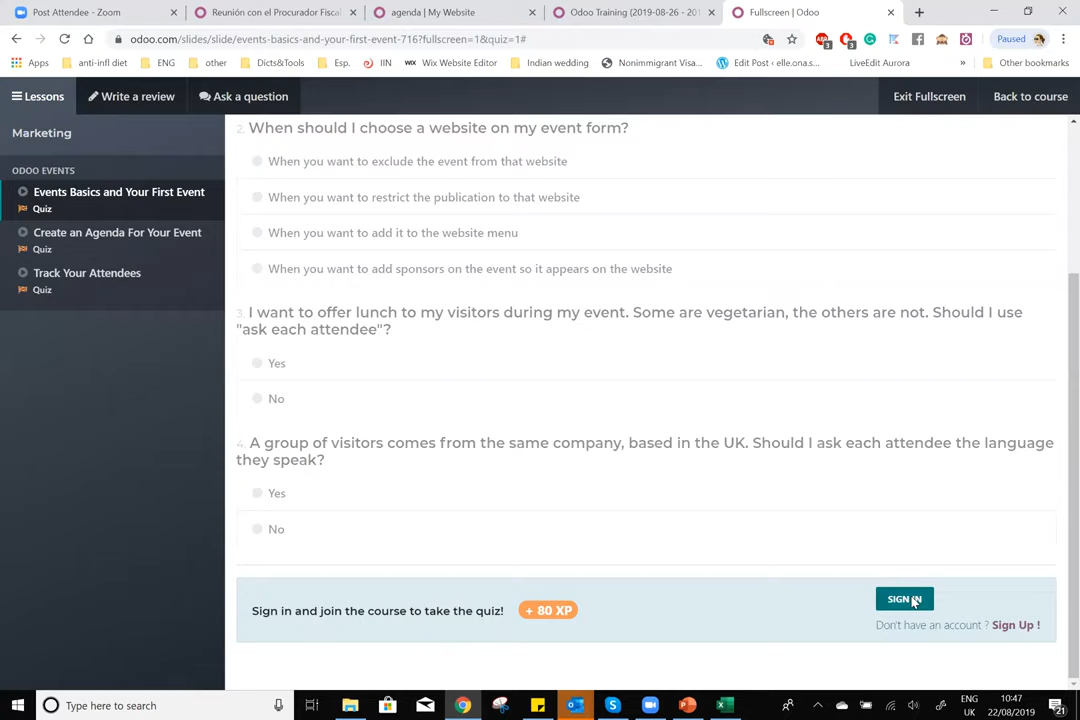 Post Attendee - Zoom
Reunión con el Procurador Fiscal
agenda | My Website
Odoo Training (2019-08-26 - 201
Fullscreen | Odoo
odoo.com/slides/slide/events-basics-and-your-first-event-716?fullscreen=1&quiz=1#
Paused
Apps
anti-infl diet
ENG
other
Dicts&Tools
Esp.
IIN
Wix Website Editor
Indian wedding
Nonimmigrant Visa...
Edit Post ‹ elle.ona.s...
LiveEdit Aurora
»
Other bookmarks
Lessons
Write a review
Ask a question
Exit Fullscreen
Back to course
Marketing
ODOO EVENTS
Events Basics and Your First Event
Quiz
Create an Agenda For Your Event
Quiz
Track Your Attendees
Quiz
2. When should I choose a website on my event form?
When you want to exclude the event from that website
When you want to restrict the publication to that website
When you want to add it to the website menu
When you want to add sponsors on the event so it appears on the website
3. I want to offer lunch to my visitors during my event. Some are vegetarian, the others are not. Should I use
"ask each attendee"?
Yes
No
4. A group of visitors comes from the same company, based in the UK. Should I ask each attendee the language
they speak?
Yes
No
Sign in and join the course to take the quiz!
+ 80 XP
SIGN IN
Don't have an account ? Sign Up !
Type here to search
ENG
UK
10:47
22/08/2019
21